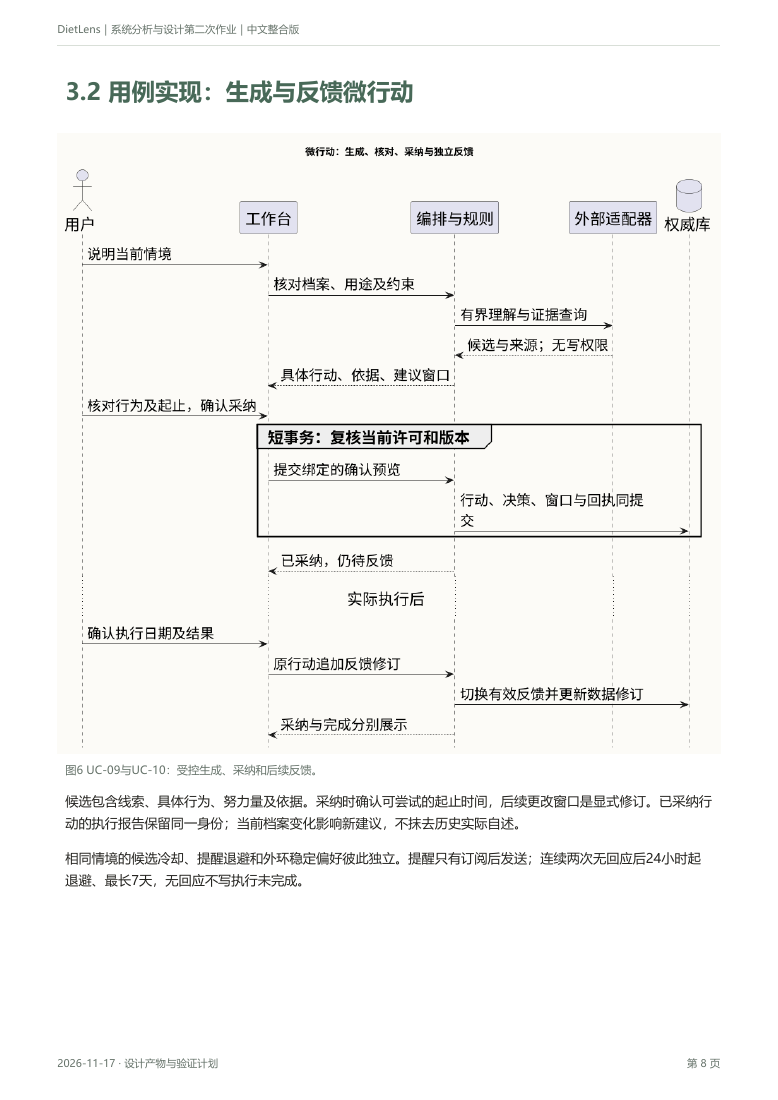 DietLens | 系统分析与设计第二次作业 | 中文整合版
3.2 用例实现：生成与反馈微行动
微行动：生成、核对、采纳与独立反馈
用户
工作台
编排与规则
外部适配器
权威库
说明当前情境
核对档案、用途及约束
有界理解与证据查询
候选与来源；无写权限
具体行动、依据、建议窗口
核对行为及起止，确认采纳
短事务：复核当前许可和版本
提交绑定的确认预览
行动、决策、窗口与回执同提
交
已采纳，仍待反馈
实际执行后
确认执行日期及结果
原行动追加反馈修订
切换有效反馈并更新数据修订
采纳与完成分别展示
图6 UC-09与UC-10：受控生成、采纳和后续反馈。
候选包含线索、具体行为、努力量及依据。采纳时确认可尝试的起止时间，后续更改窗口是显式修订。已采纳行
动的执行报告保留同一身份；当前档案变化影响新建议，不抹去历史实际自述。
相同情境的候选冷却、提醒退避和外环稳定偏好彼此独立。提醒只有订阅后发送；连续两次无回应后24小时起
退避、最长7天，无回应不写执行未完成。
2026-11-17 · 设计产物与验证计划
第 8 页